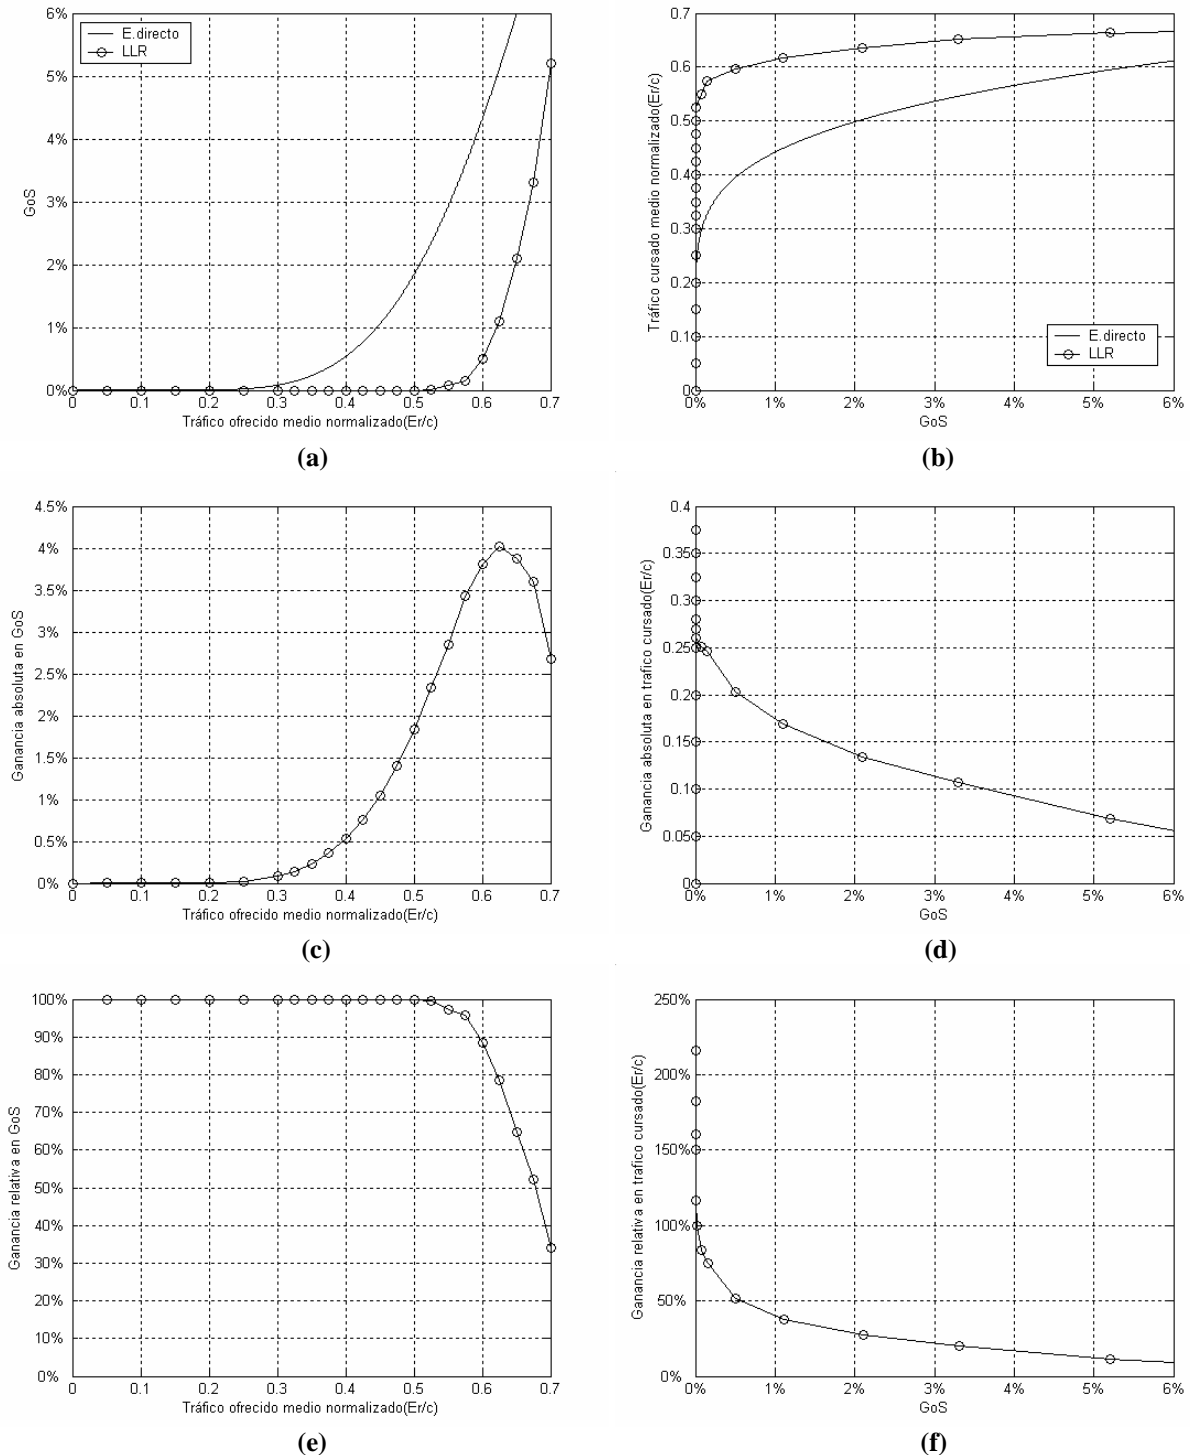 6%
5%
4%
3%
2%
1%
0%
GoS
E.directo
LLR
0 0.1 0.2 0.3 0.4 0.5 0.6 0.7
Tráfico ofrecido medio normalizado(Er/c)
(a)
0.7
0.6
0.5
0.4
0.3
0.2
0.1
0
Tráfico cursado medio normalizado(Er/c)
E.directo
LLR
0% 1% 2% 3% 4% 5% 6%
GoS
(b)
4.5%
4%
3.5%
3%
2.5%
2%
1.5%
1%
0.5%
0%
Ganancia absoluta en GoS
0 0.1 0.2 0.3 0.4 0.5 0.6 0.7
Tráfico ofrecido medio normalizado(Er/c)
(c)
0.4
0.35
0.3
0.25
0.2
0.15
0.1
0.05
0
Ganancia absoluta en trafico cursado(Er/c)
0% 1% 2% 3% 4% 5% 6%
GoS
(d)
100%
90%
80%
70%
60%
50%
40%
30%
20%
10%
0%
Ganancia relativa en GoS
0 0.1 0.2 0.3 0.4 0.5 0.6 0.7
Tráfico ofrecido medio normalizado(Er/c)
(e)
250%
200%
150%
100%
50%
0%
Ganancia relativa en trafico cursado(Er/c)
0% 1% 2% 3% 4% 5% 6%
GoS
(f)